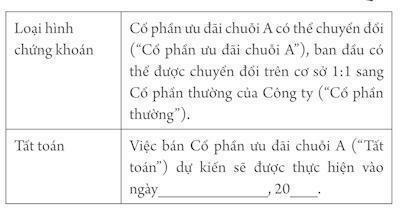 Loại hình
chứng khoán
Cổ phần ưu đãi chuỗi A có thể chuyển đổi
(“Cổ phần ưu đãi chuỗi A”), ban đầu có
thể được chuyển đổi trên cơ sở 1:1 sang
Cổ phần thường của Công ty (“Cổ phần
thường”).
Tất toán
Việc bán Cổ phần ưu đãi chuỗi A (“Tất
toán”) dự kiến sẽ được thực hiện vào
ngày________________, 20____.